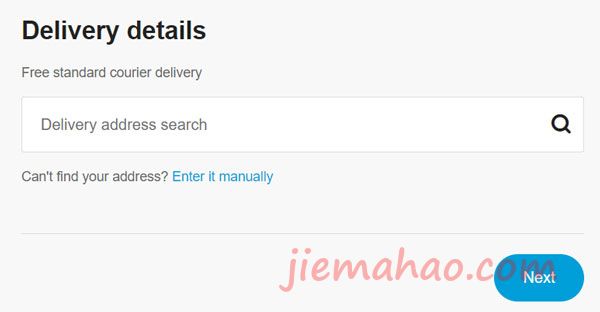 Delivery details
Free standard courier delivery
Delivery address search
Can't find your address? Enter it manually
jiemahao.com
Next